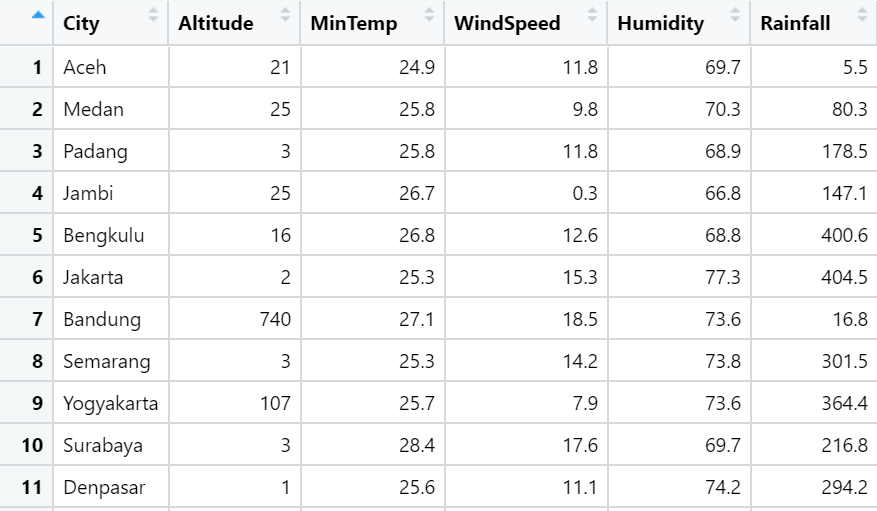 City Altitude MinTemp WindSpeed Humidity Rainfall
1 Aceh 21 24.9 11.8 69.7 5.5
2 Medan 25 25.8 9.8 70.3 80.3
3 Padang 3 25.8 11.8 68.9 178.5
4 Jambi 25 26.7 0.3 66.8 147.1
5 Bengkulu 16 26.8 12.6 68.8 400.6
6 Jakarta 2 25.3 15.3 77.3 404.5
7 Bandung 740 27.1 18.5 73.6 16.8
8 Semarang 3 25.3 14.2 73.8 301.5
9 Yogyakarta 107 25.7 7.9 73.6 364.4
10 Surabaya 3 28.4 17.6 69.7 216.8
11 Denpasar 1 25.6 11.1 74.2 294.2